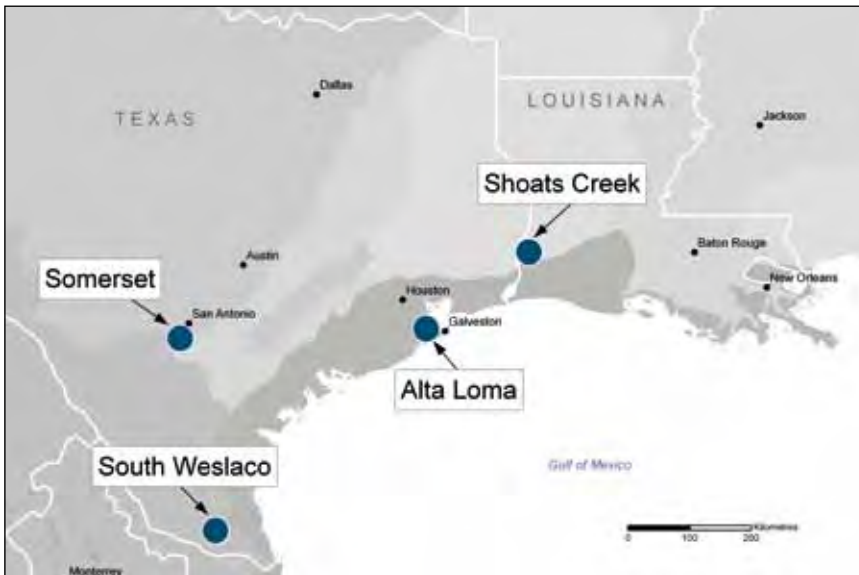 Dallas
TEXAS
LOUISIANA
Jackson
Shoats Creek
Austin
Baton Rouge
Somerset
New Orleans
Houston
San Antonio
Galveston
Alta Loma
South Weslaco
Gulf of Mexico
Kilometres
0 100 200
Monterrey